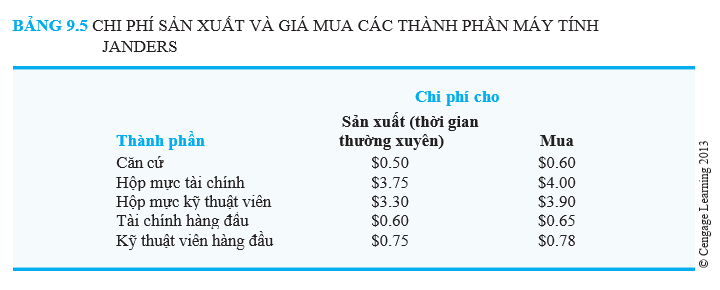 BẢNG 9.5 CHI PHÍ SẢN XUẤT VÀ GIÁ MUA CÁC THÀNH PHẦN MÁY TÍNH
JANDERS
Chi phí cho
Sản xuất (thời gian
Thành phần thường xuyên) Mua
Căn cứ $0.50 $0.60
Hộp mực tài chính $3.75 $4.00
Hộp mực kỹ thuật viên $3.30 $3.90
Tài chính hàng đầu $0.60 $0.65
Kỹ thuật viên hàng đầu $0.75 $0.78
© Cengage Learning 2013